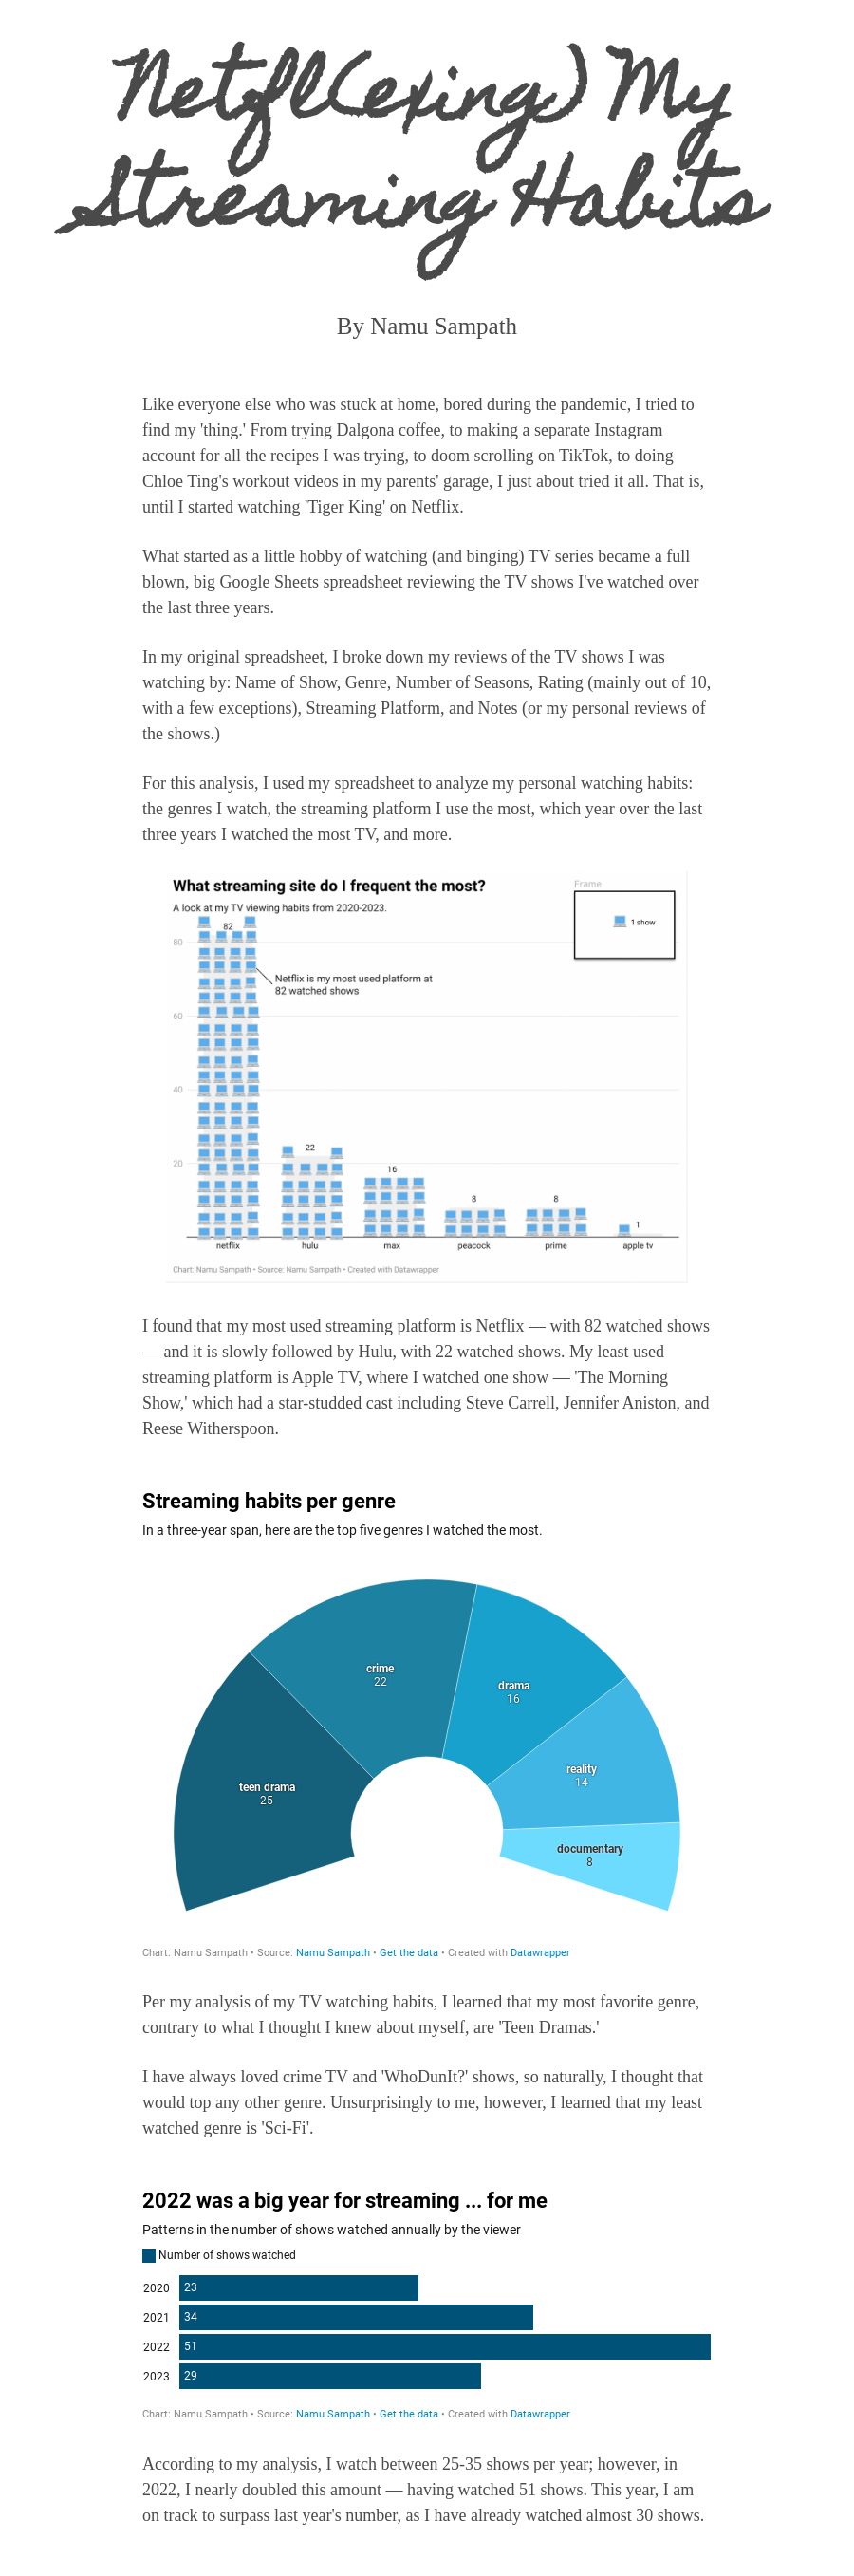 Netfl(exing) My
Streaming Habits
By Namu Sampath
Like everyone else who was stuck at home, bored during the pandemic, I tried to
find my 'thing.' From trying Dalgona coffee, to making a separate Instagram
account for all the recipes I was trying, to doom scrolling on TikTok, to doing
Chloe Ting's workout videos in my parents' garage, I just about tried it all. That is,
until I started watching 'Tiger King' on Netflix.
What started as a little hobby of watching (and binging) TV series became a full
blown, big Google Sheets spreadsheet reviewing the TV shows I've watched over
the last three years.
In my original spreadsheet, I broke down my reviews of the TV shows I was
watching by: Name of Show, Genre, Number of Seasons, Rating (mainly out of 10,
with a few exceptions), Streaming Platform, and Notes (or my personal reviews of
the shows.)
For this analysis, I used my spreadsheet to analyze my personal watching habits:
the genres I watch, the streaming platform I use the most, which year over the last
three years I watched the most TV, and more.
What streaming site do I frequent the most?
A look at my TV viewing habits from 2020-2023.
Frame
1 show
82
80
Netflix is my most used platform at
82 watched shows
60
40
22
20
16
8
8
1
netflix
hulu
max
peacock
prime
apple tv
Chart: Namu Sampath • Source: Namu Sampath • Created with Datawrapper
I found that my most used streaming platform is Netflix — with 82 watched shows
— and it is slowly followed by Hulu, with 22 watched shows. My least used
streaming platform is Apple TV, where I watched one show — 'The Morning
Show,' which had a star-studded cast including Steve Carrell, Jennifer Aniston, and
Reese Witherspoon.
Streaming habits per genre
In a three-year span, here are the top five genres I watched the most.
crime
22
drama
16
reality
14
teen drama
25
documentary
8
Chart: Namu Sampath • Source: Namu Sampath • Get the data • Created with Datawrapper
Per my analysis of my TV watching habits, I learned that my most favorite genre,
contrary to what I thought I knew about myself, are 'Teen Dramas.'
I have always loved crime TV and 'WhoDunIt?' shows, so naturally, I thought that
would top any other genre. Unsurprisingly to me, however, I learned that my least
watched genre is 'Sci-Fi'.
2022 was a big year for streaming ... for me
Patterns in the number of shows watched annually by the viewer
Number of shows watched
2020 23
2021 34
2022 51
2023 29
Chart: Namu Sampath • Source: Namu Sampath • Get the data • Created with Datawrapper
According to my analysis, I watch between 25-35 shows per year; however, in
2022, I nearly doubled this amount — having watched 51 shows. This year, I am
on track to surpass last year's number, as I have already watched almost 30 shows.